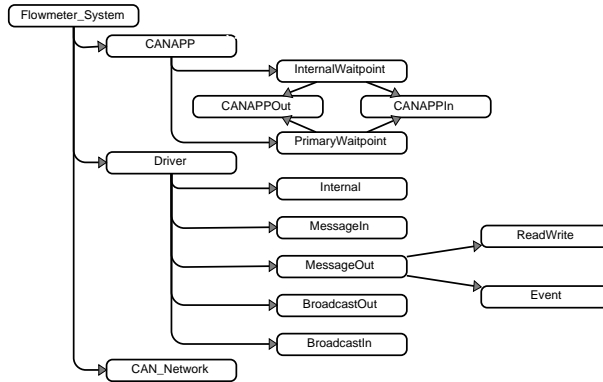 Flowmeter_System
CANAPP
InternalWaitpoint
CANAPPOut
CANAPPIn
PrimaryWaitpoint
Driver
Internal
MessageIn
ReadWrite
MessageOut
Event
BroadcastOut
BroadcastIn
CAN_Network